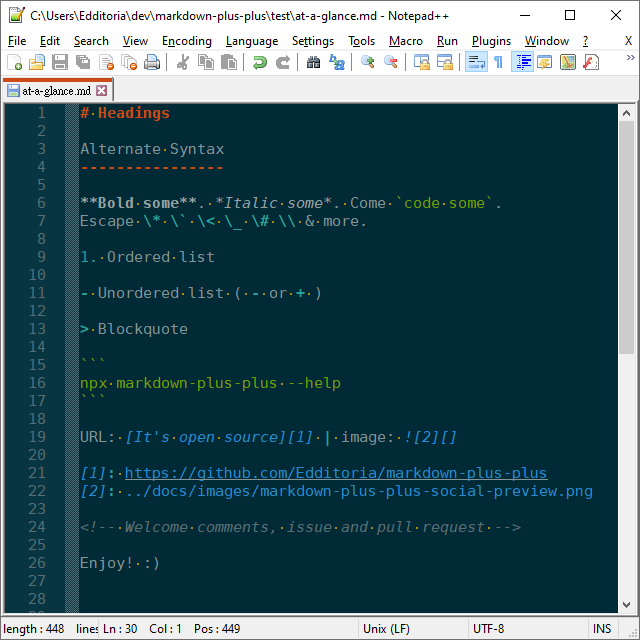 C:\Users\Edditoria\dev\markdown-plus-plus\test\at-a-glance.md - Notepad++
File Edit Search View Encoding Language Settings Tools Macro Run Plugins Window ? X
at-a-glance.md
1 #·Headings
2
3 Alternate·Syntax
4 ----------------
5
6 **Bold·some**.·*Italic·some*.·Come·`code·some`.
7 Escape·\*·\`·\<·\_·\#·\\·&·more.
8
9 1.·Ordered·list
10
11 -·Unordered·list·(·-·or·+·)
12
13 >·Blockquote
14
15 ```
16 npx·markdown-plus-plus·--help
17 ```
18
19 URL:·[It's·open·source][1]·|·image:·![2][]
20
21 [1]:·https://github.com/Edditoria/markdown-plus-plus
22 [2]:·../docs/images/markdown-plus-plus-social-preview.png
23
24 <!--·Welcome·comments,·issue·and·pull·request·-->
25
26 Enjoy!·:)
27
28
length : 448 lines Ln : 30 Col : 1 Pos : 449 Unix (LF) UTF-8 INS